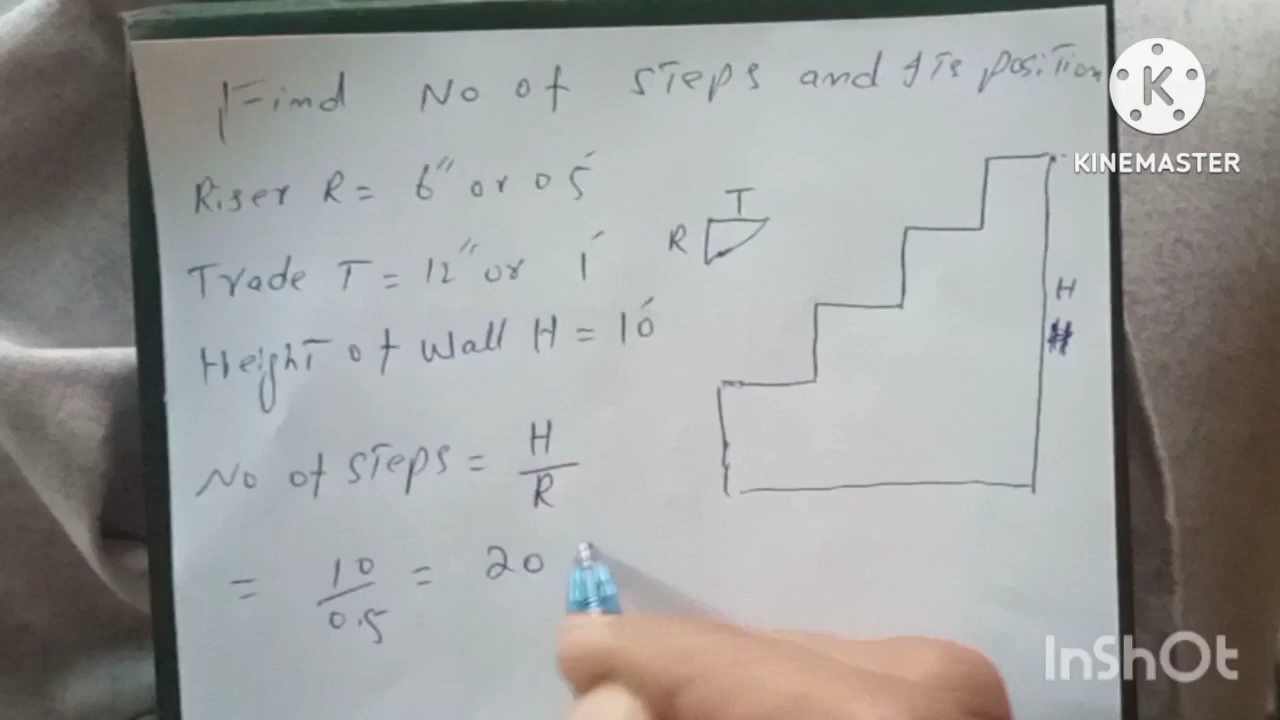 Find No of steps and Its position
K
KINEMASTER
Riser R = 6" or 0 5'
T
R
Trade T = 12" or 1'
H
H
Height of wall H = 10'
No of steps = H/R
= 10/0.5 = 20
InShOt